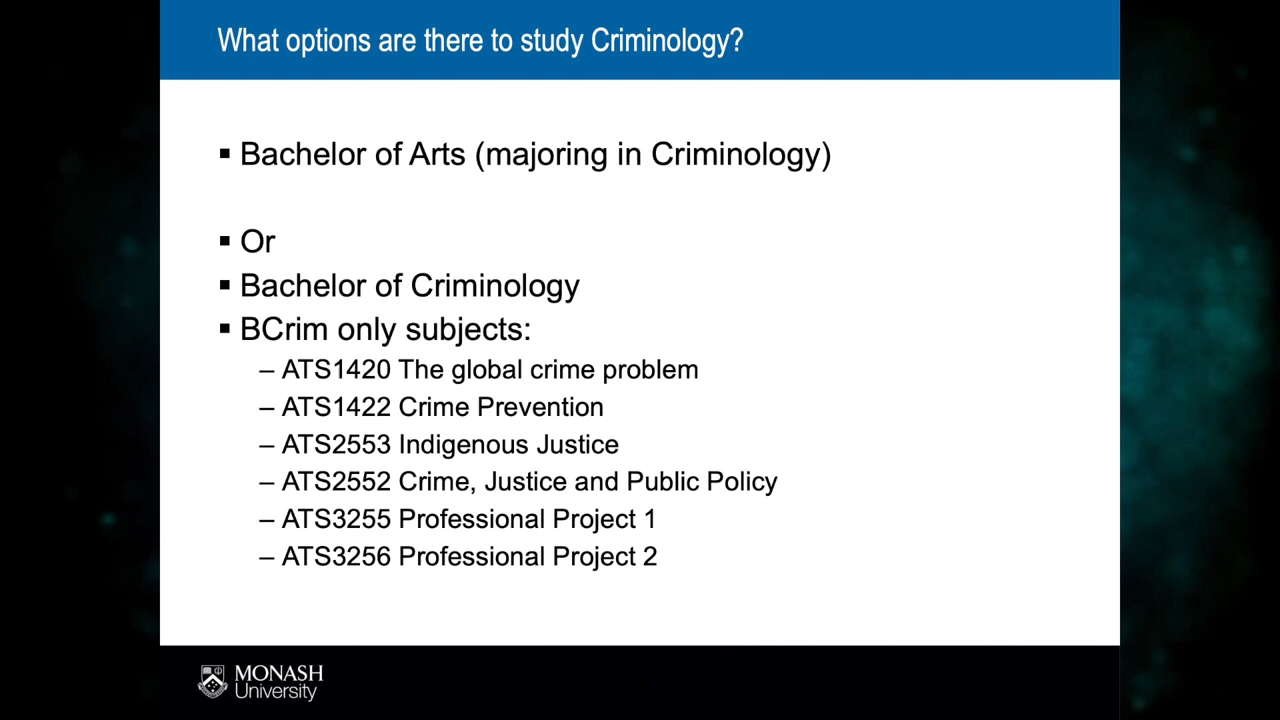 What options are there to study Criminology?
▪ Bachelor of Arts (majoring in Criminology)
▪ Or
▪ Bachelor of Criminology
▪ BCrim only subjects:
– ATS1420 The global crime problem
– ATS1422 Crime Prevention
– ATS2553 Indigenous Justice
– ATS2552 Crime, Justice and Public Policy
– ATS3255 Professional Project 1
– ATS3256 Professional Project 2
MONASH
University